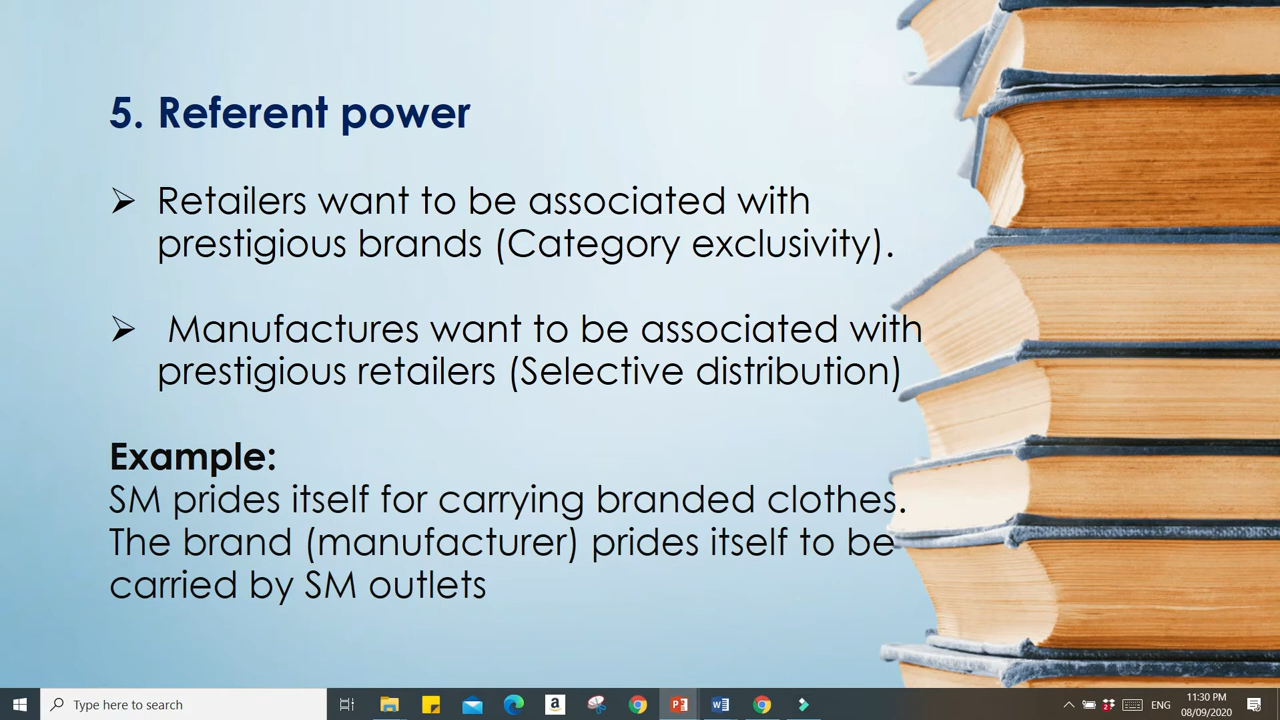 5. Referent power
➢ Retailers want to be associated with
prestigious brands (Category exclusivity).
➢ Manufactures want to be associated with
prestigious retailers (Selective distribution)
Example:
SM prides itself for carrying branded clothes.
The brand (manufacturer) prides itself to be
carried by SM outlets
Type here to search
ENG
11:30 PM
08/09/2020